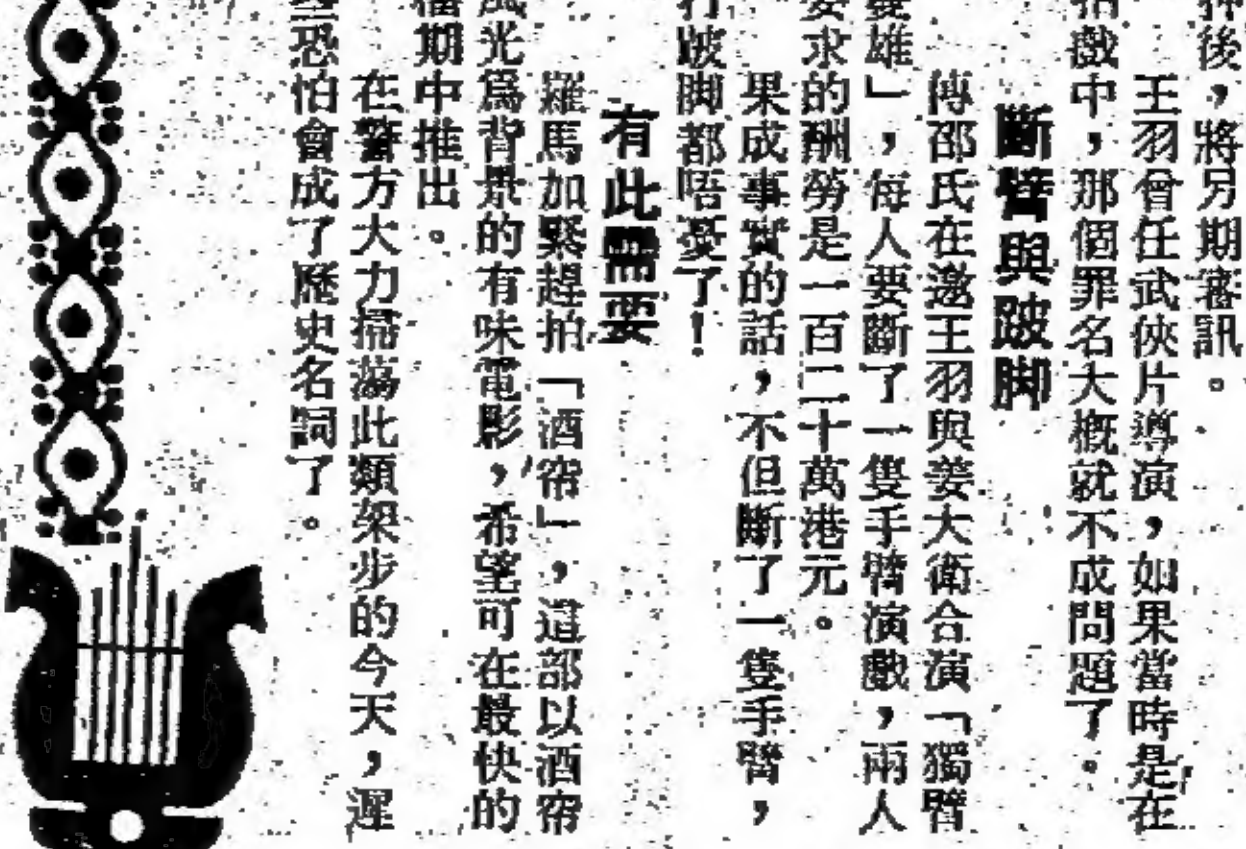 押後，將另期審訊。
王羽曾任武俠片導演，如果當時是在
拍戲中，那個罪名大概就不成問題了。
斷臂與跛脚
傳邵氏在邀王羽與姜大衛合演「獨臂
雙雄」，每人要斷了一隻手臂演戲，兩人
要求的酬勞是一百二十萬港元。
果成事實的話，不但斷了一隻手臂，
打跛脚都唔憂了！
有此需要
羅馬加緊趕拍「酒帘」，這部以酒帘
風光爲背景的有味電影，希望可在最快的
檔期中推出。
在警方大力掃蕩此類架步的今天，遲
恐怕會成了歷史名詞了。